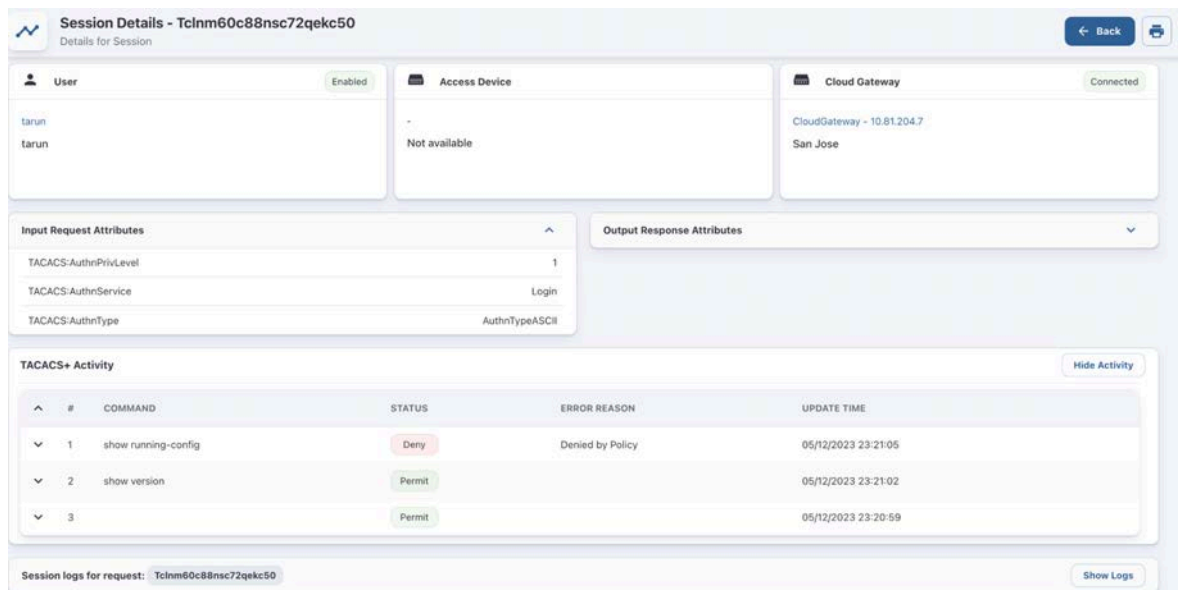 Session Details - Tclnm60c88nsc72qekc50
Details for Session
← Back
User
Enabled
Access Device
Cloud Gateway
Connected
tarun
tarun
-
Not available
CloudGateway - 10.81.204.7
San Jose
Input Request Attributes
Output Response Attributes
TACACS:AuthnPrivLevel 1
TACACS:AuthnService Login
TACACS:AuthnType AuthnTypeASCII
TACACS+ Activity
Hide Activity
# COMMAND STATUS ERROR REASON UPDATE TIME
1 show running-config Deny Denied by Policy 05/12/2023 23:21:05
2 show version Permit 05/12/2023 23:21:02
3 Permit 05/12/2023 23:20:59
Session logs for request: Tclnm60c88nsc72qekc50
Show Logs